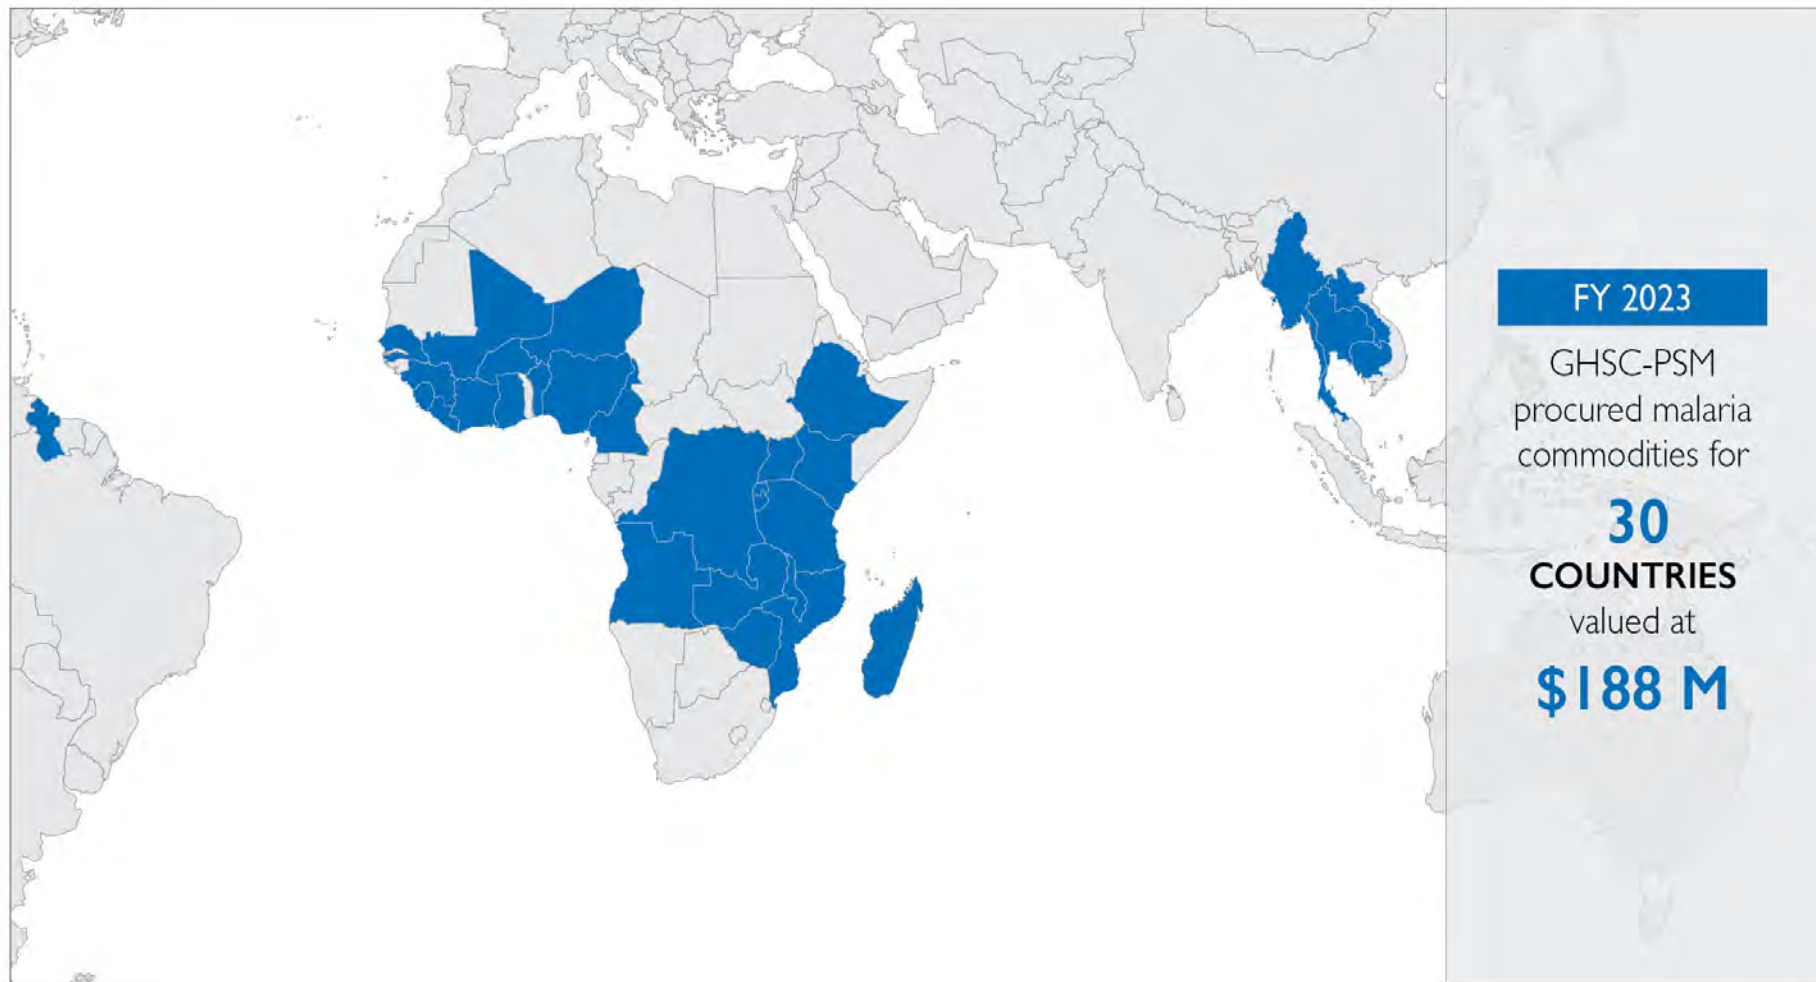 FY 2023
GHSC-PSM
procured malaria
commodities for
30
COUNTRIES
valued at
$188 M